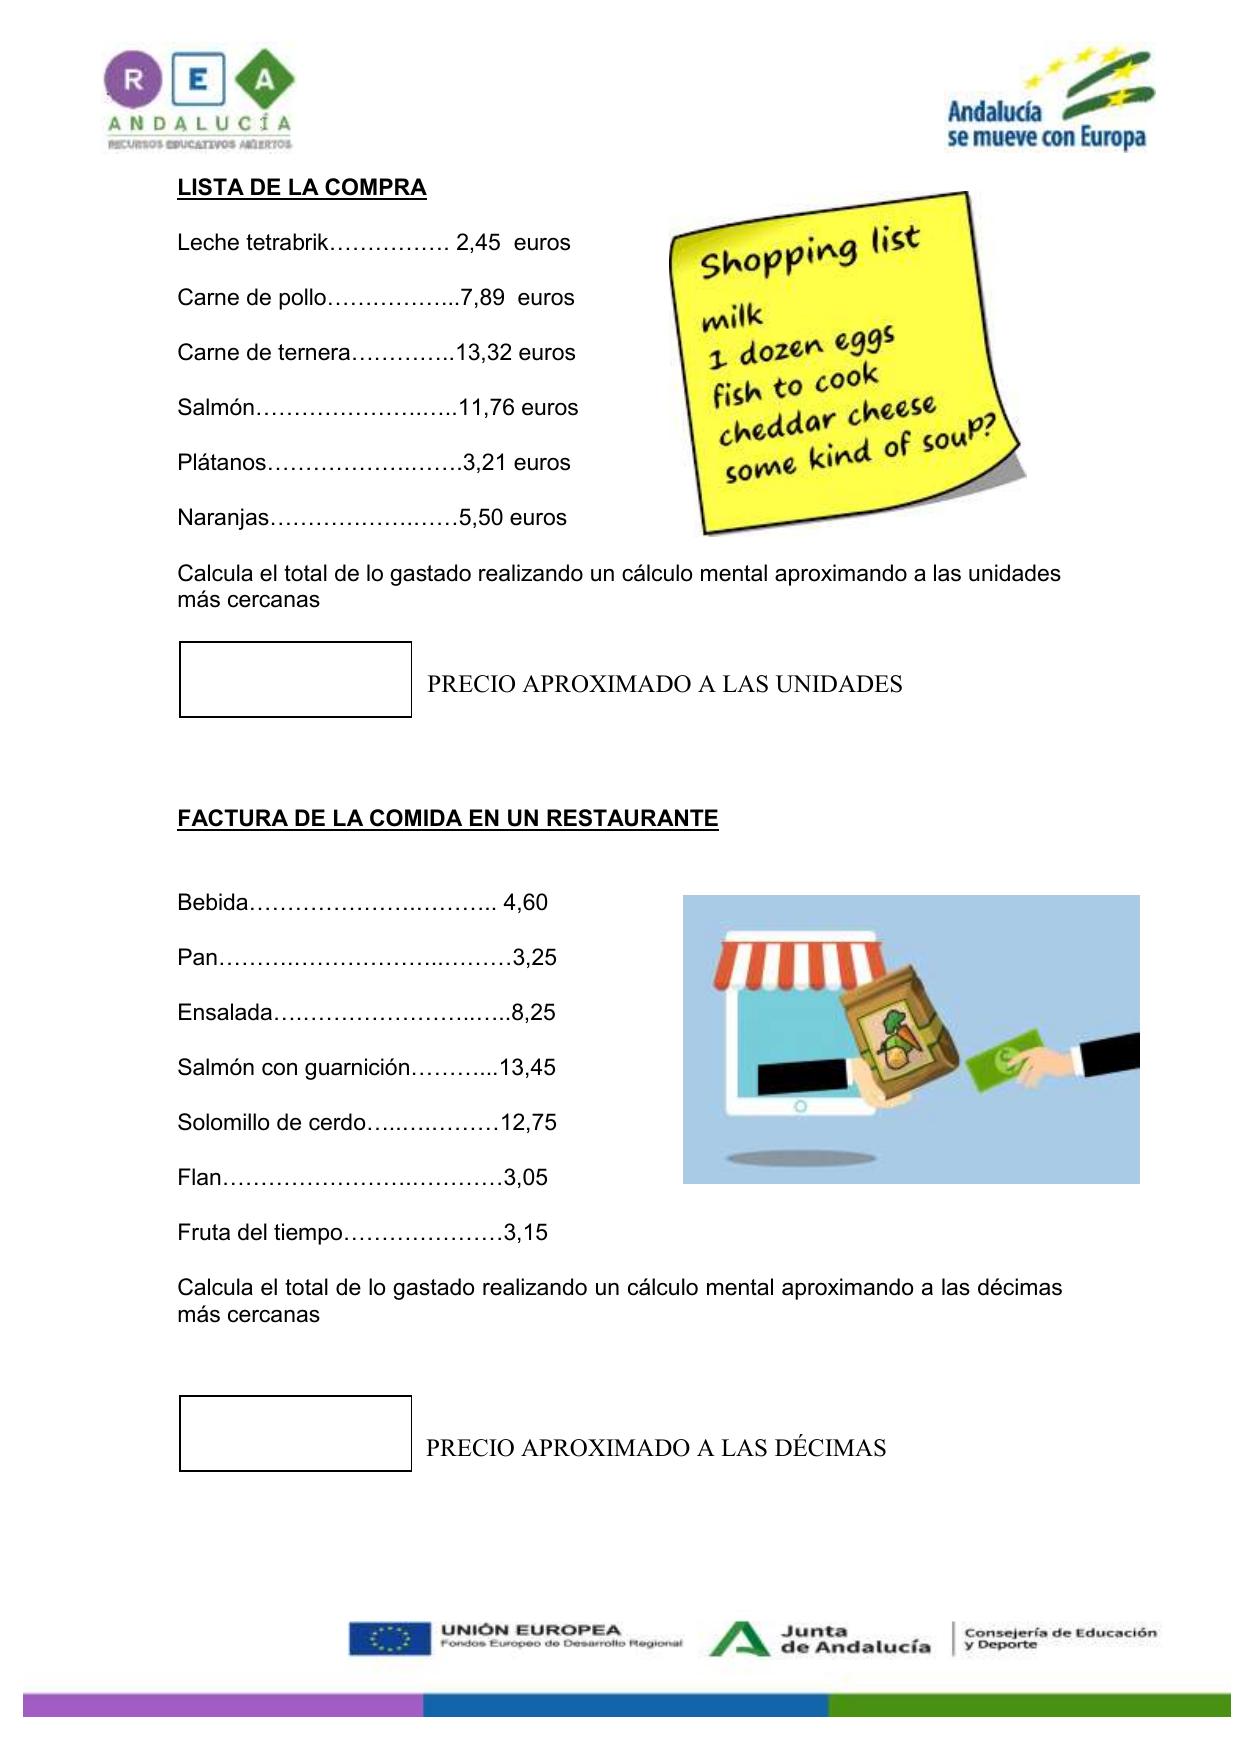 R E A
ANDALUCÍA
RECURSOS EDUCATIVOS ABIERTOS
Andalucía
se mueve con Europa
LISTA DE LA COMPRA
Leche tetrabrik……………. 2,45 euros
Carne de pollo……………..7,89 euros
Carne de ternera…………..13,32 euros
Salmón………………….…..11,76 euros
Plátanos……………….…….3,21 euros
Naranjas……………….……5,50 euros
Shopping list
milk
1 dozen eggs
fish to cook
cheddar cheese
some kind of soup?
Calcula el total de lo gastado realizando un cálculo mental aproximando a las unidades
más cercanas
PRECIO APROXIMADO A LAS UNIDADES
FACTURA DE LA COMIDA EN UN RESTAURANTE
Bebida………………….……….. 4,60
Pan……….………………..………3,25
Ensalada….………………….…..8,25
Salmón con guarnición………...13,45
Solomillo de cerdo…..….………12,75
Flan…………………….…………3,05
Fruta del tiempo…………………3,15
Calcula el total de lo gastado realizando un cálculo mental aproximando a las décimas
más cercanas
PRECIO APROXIMADO A LAS DÉCIMAS
UNIÓN EUROPEA
Fondos Europeo de Desarrollo Regional
Junta
de Andalucía
Consejería de Educación
y Deporte